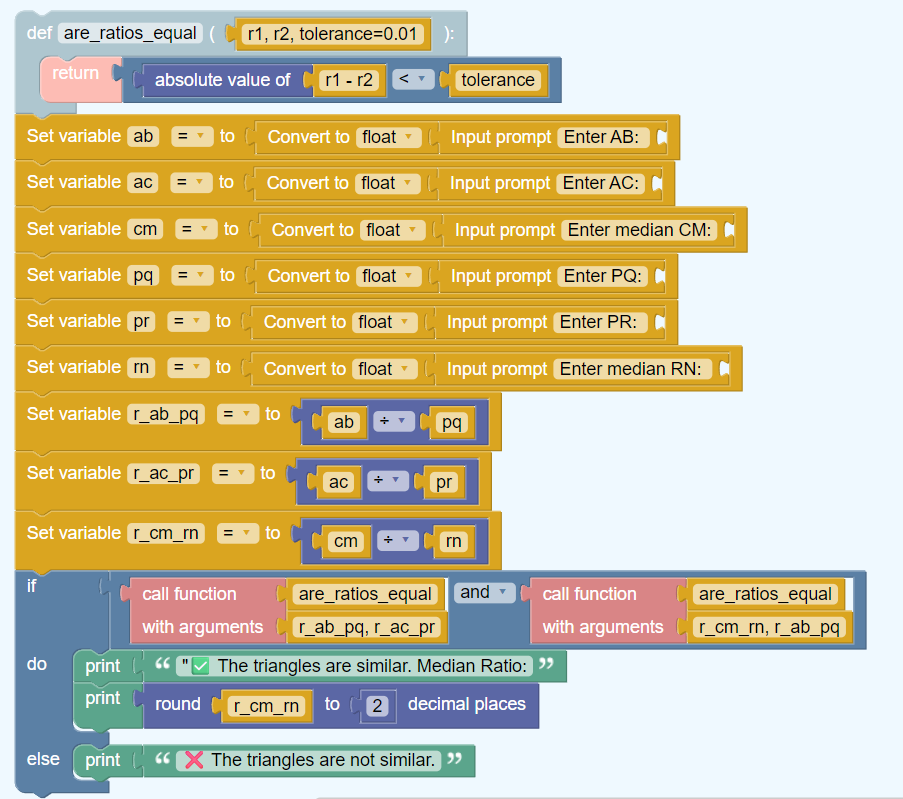 def are_ratios_equal ( r1, r2, tolerance=0.01 ):
return absolute value of r1 - r2 < tolerance
Set variable ab = to Convert to float Input prompt Enter AB:
Set variable ac = to Convert to float Input prompt Enter AC:
Set variable cm = to Convert to float Input prompt Enter median CM:
Set variable pq = to Convert to float Input prompt Enter PQ:
Set variable pr = to Convert to float Input prompt Enter PR:
Set variable rn = to Convert to float Input prompt Enter median RN:
Set variable r_ab_pq = to ab ÷ pq
Set variable r_ac_pr = to ac ÷ pr
Set variable r_cm_rn = to cm ÷ rn
if call function are_ratios_equal and call function are_ratios_equal
with arguments r_ab_pq, r_ac_pr with arguments r_cm_rn, r_ab_pq
do print “ "✅ The triangles are similar. Median Ratio: ”
print round r_cm_rn to 2 decimal places
else print “ ❌ The triangles are not similar. ”